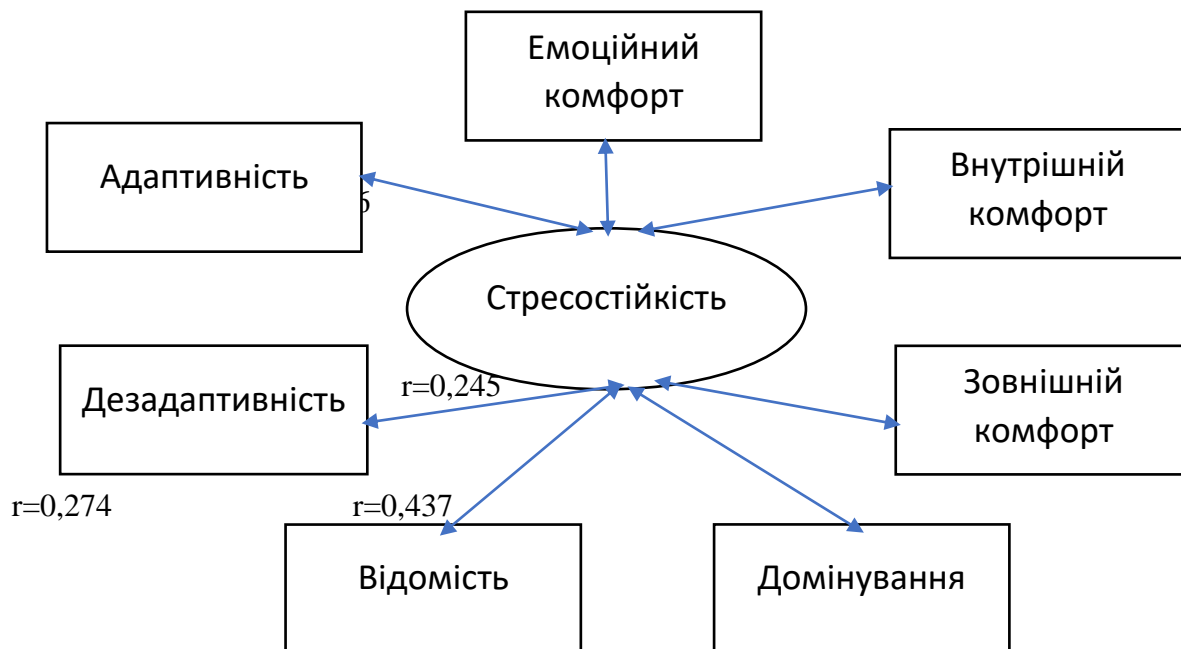 Емоційний
комфорт
Адаптивність
Внутрішній
комфорт
Стресостійкість
Дезадаптивність
r=0,245
Зовнішній
комфорт
r=0,274
r=0,437
Відомість
Домінування